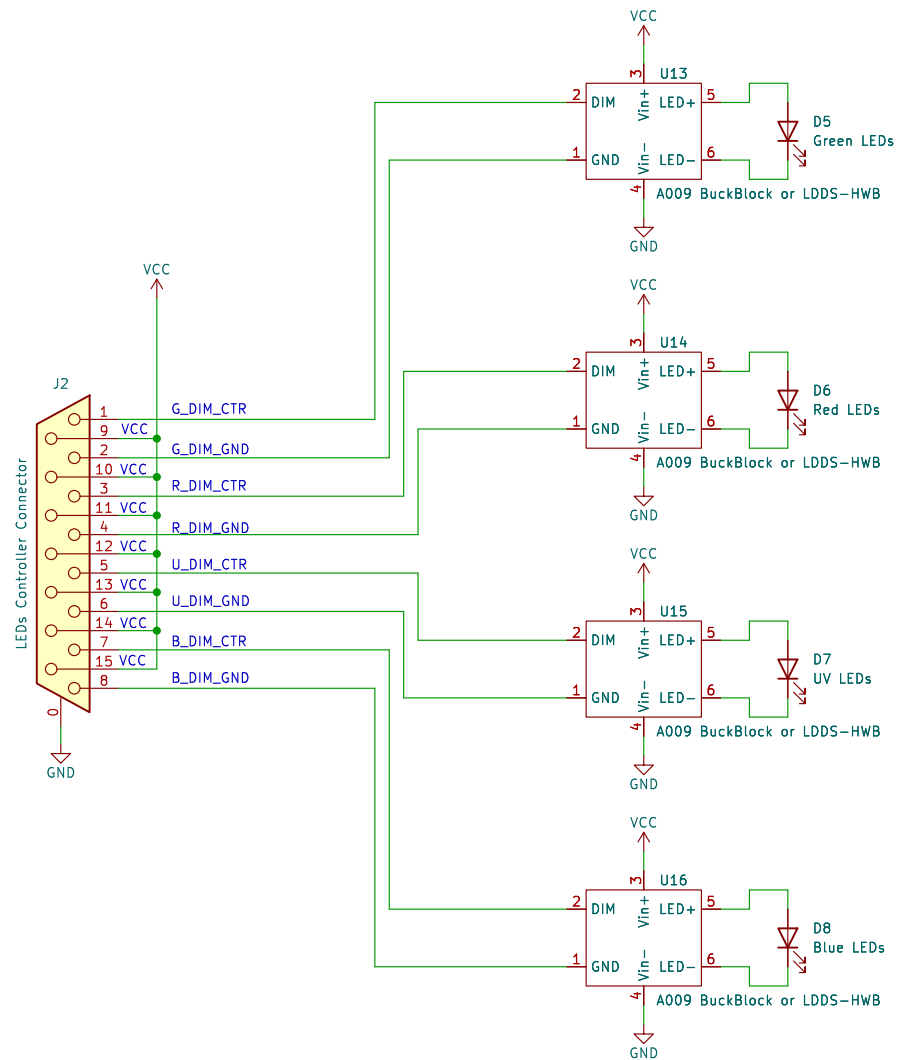 VCC
3
U13
2
DIM
Vin+
LED+
5
D5
Green LEDs
1
GND
Vin-
LED-
6
4
A009 BuckBlock or LDDS-HWB
GND
VCC
3
U14
2
DIM
Vin+
LED+
5
D6
Red LEDs
1
GND
Vin-
LED-
6
4
A009 BuckBlock or LDDS-HWB
GND
VCC
3
U15
2
DIM
Vin+
LED+
5
D7
UV LEDs
1
GND
Vin-
LED-
6
4
A009 BuckBlock or LDDS-HWB
GND
VCC
3
U16
2
DIM
Vin+
LED+
5
D8
Blue LEDs
1
GND
Vin-
LED-
6
4
A009 BuckBlock or LDDS-HWB
GND
VCC
J2
LEDs Controller Connector
1 G_DIM_CTR
9 VCC
2 G_DIM_GND
10 VCC
3 R_DIM_CTR
11 VCC
4 R_DIM_GND
12 VCC
5 U_DIM_CTR
13 VCC
6 U_DIM_GND
14 VCC
7 B_DIM_CTR
15 VCC
8 B_DIM_GND
0
GND